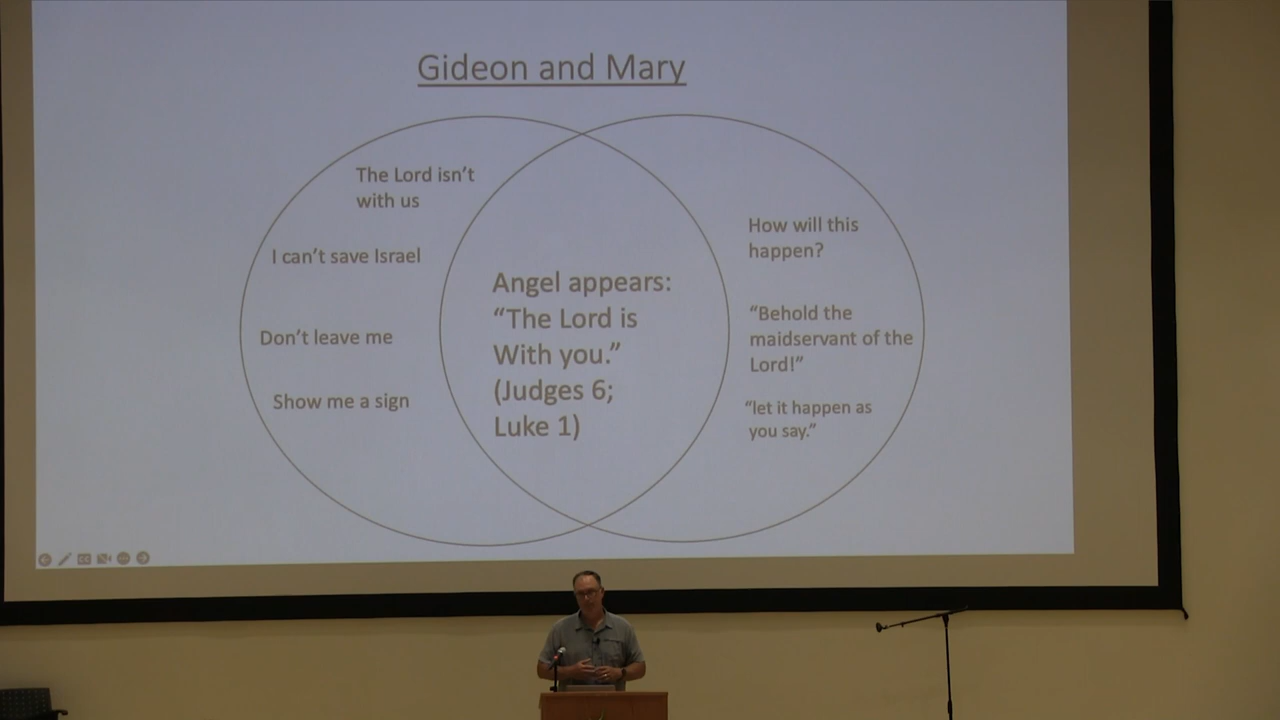 Gideon and Mary
The Lord isn't
with us
I can't save Israel
Don't leave me
Show me a sign
Angel appears:
“The Lord is
With you.”
(Judges 6;
Luke 1)
How will this
happen?
“Behold the
maidservant of the
Lord!”
“let it happen as
you say.”